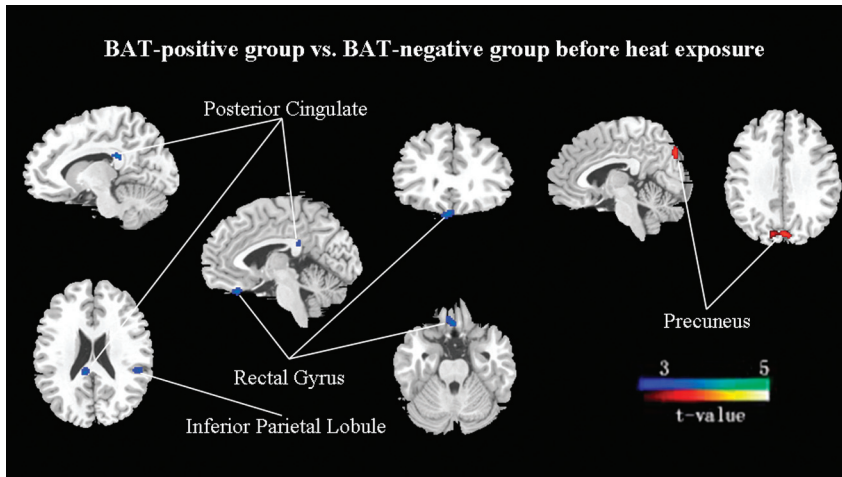 BAT-positive group vs. BAT-negative group before heat exposure
Posterior Cingulate
Precuneus
Rectal Gyrus
Inferior Parietal Lobule
3 5
t-value